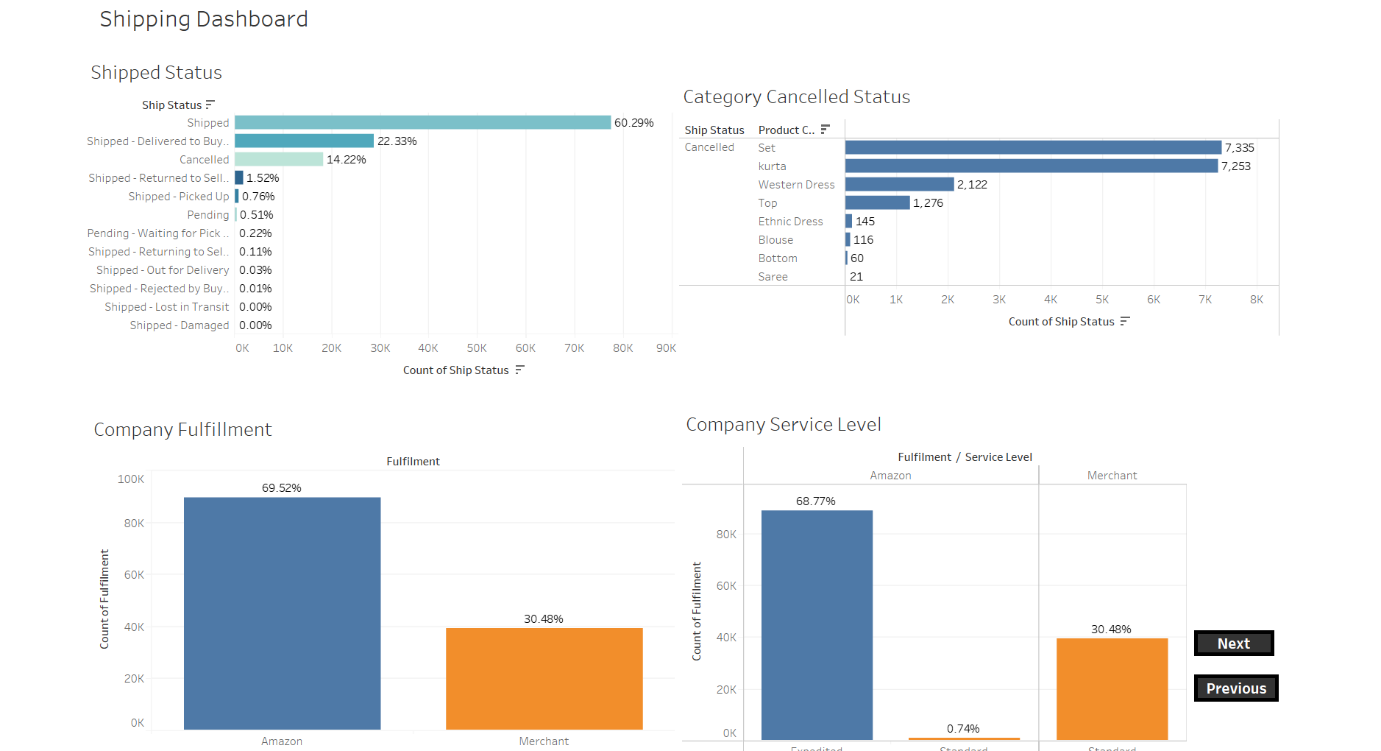 Shipping Dashboard
Shipped Status
Ship Status
Shipped 60.29%
Shipped - Delivered to Buy.. 22.33%
Cancelled 14.22%
Shipped - Returned to Sell.. 1.52%
Shipped - Picked Up 0.76%
Pending 0.51%
Pending - Waiting for Pick .. 0.22%
Shipped - Returning to Sel.. 0.11%
Shipped - Out for Delivery 0.03%
Shipped - Rejected by Buy.. 0.01%
Shipped - Lost in Transit 0.00%
Shipped - Damaged 0.00%
0K 10K 20K 30K 40K 50K 60K 70K 80K 90K
Count of Ship Status
Category Cancelled Status
Ship Status Product C..
Cancelled Set 7,335
kurta 7,253
Western Dress 2,122
Top 1,276
Ethnic Dress 145
Blouse 116
Bottom 60
Saree 21
0K 1K 2K 3K 4K 5K 6K 7K 8K
Count of Ship Status
Company Fulfillment
Fulfilment
Count of Fulfilment
100K
80K
60K
40K
20K
0K
69.52%
30.48%
Amazon Merchant
Company Service Level
Fulfilment / Service Level
Amazon Merchant
Count of Fulfilment
80K
60K
40K
20K
0K
68.77%
0.74%
30.48%
Expedited Standard Standard
Next
Previous